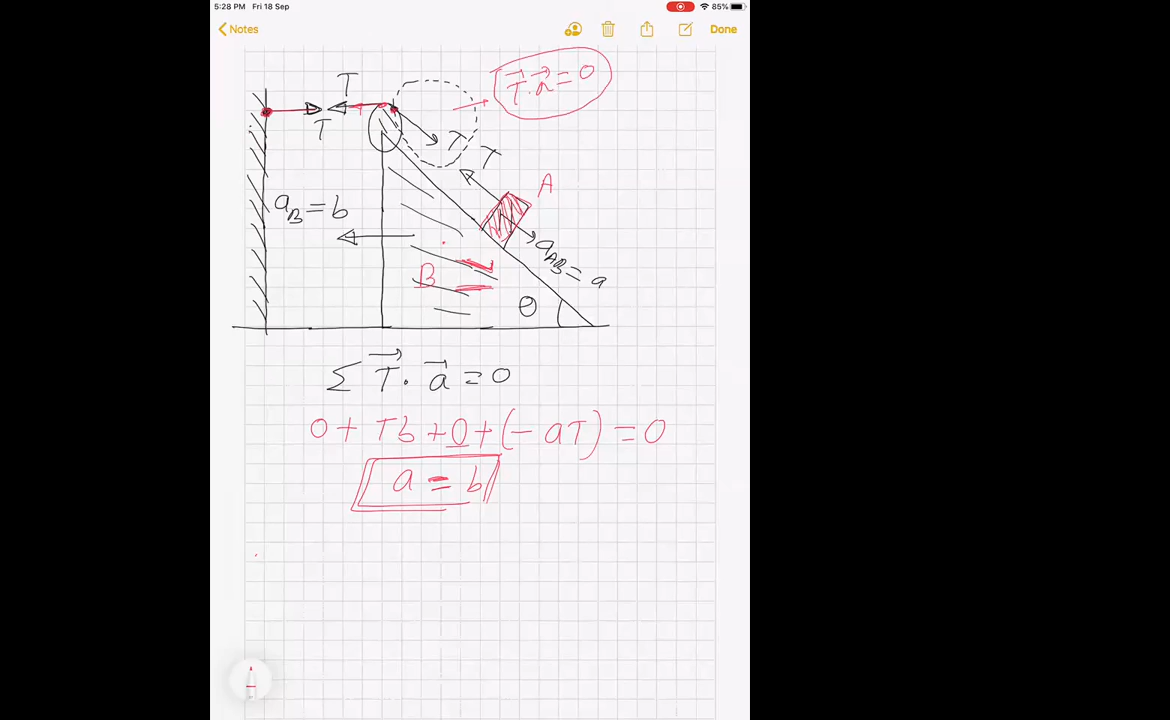 5:28 PM Fri 18 Sep
85%
Notes
Done
T⃗ · a⃗ = 0
T
T
T
T
A
a_B = b
a_AB = a
B
θ
Σ T⃗ · a⃗ = 0
0 + Tb + 0 + (- aT) = 0
a = b